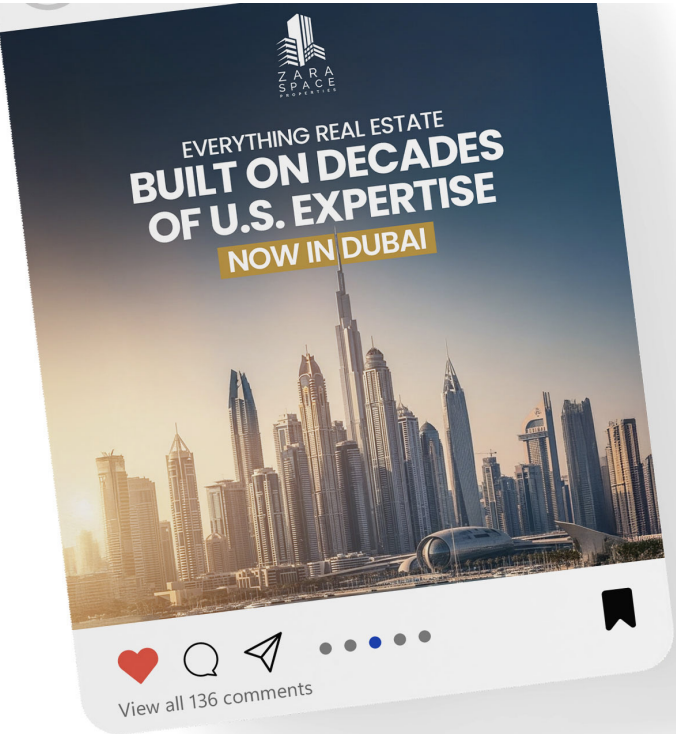 ZARA
SPACE
PROPERTIES
EVERYTHING REAL ESTATE
BUILT ON DECADES
OF U.S. EXPERTISE
NOW IN DUBAI
View all 136 comments